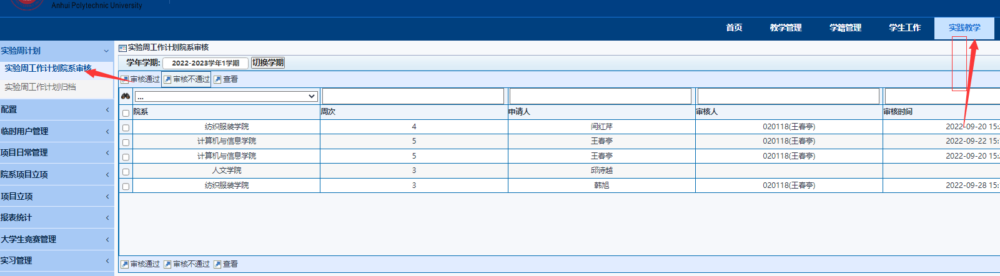 Anhui Polytechnic University
首页 教学管理 学籍管理 学生工作 实践教学
实验周计划
实验周工作计划院系审核
实验周工作计划归档
配置
临时用户管理
项目日常管理
院系项目立项
项目立项
报表统计
大学生竞赛管理
实习管理
实验周工作计划院系审核
学年学期: 2022-2023学年1学期 切换学期
审核通过 审核不通过 查看
...
院系 周次 申请人 审核人 审核时间
纺织服装学院 4 闫红芹 020118(王春亭) 2022-09-20 15:
计算机与信息学院 5 王春亭 020118(王春亭) 2022-09-22 15:
计算机与信息学院 5 王春亭 020118(王春亭) 2022-09-20 15:
人文学院 3 邱诗越
纺织服装学院 3 韩旭 020118(王春亭) 2022-09-28 15:
审核通过 审核不通过 查看